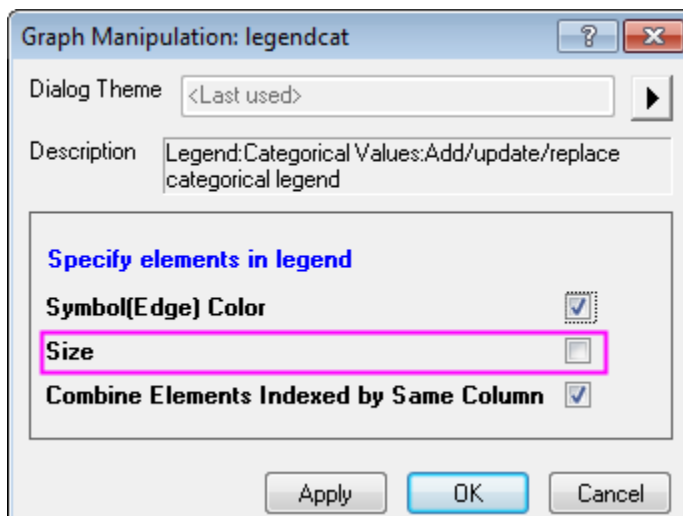 Graph Manipulation: legendcat
Dialog Theme <Last used>
Description Legend:Categorical Values:Add/update/replace
categorical legend
Specify elements in legend
Symbol(Edge) Color
Size
Combine Elements Indexed by Same Column
Apply OK Cancel